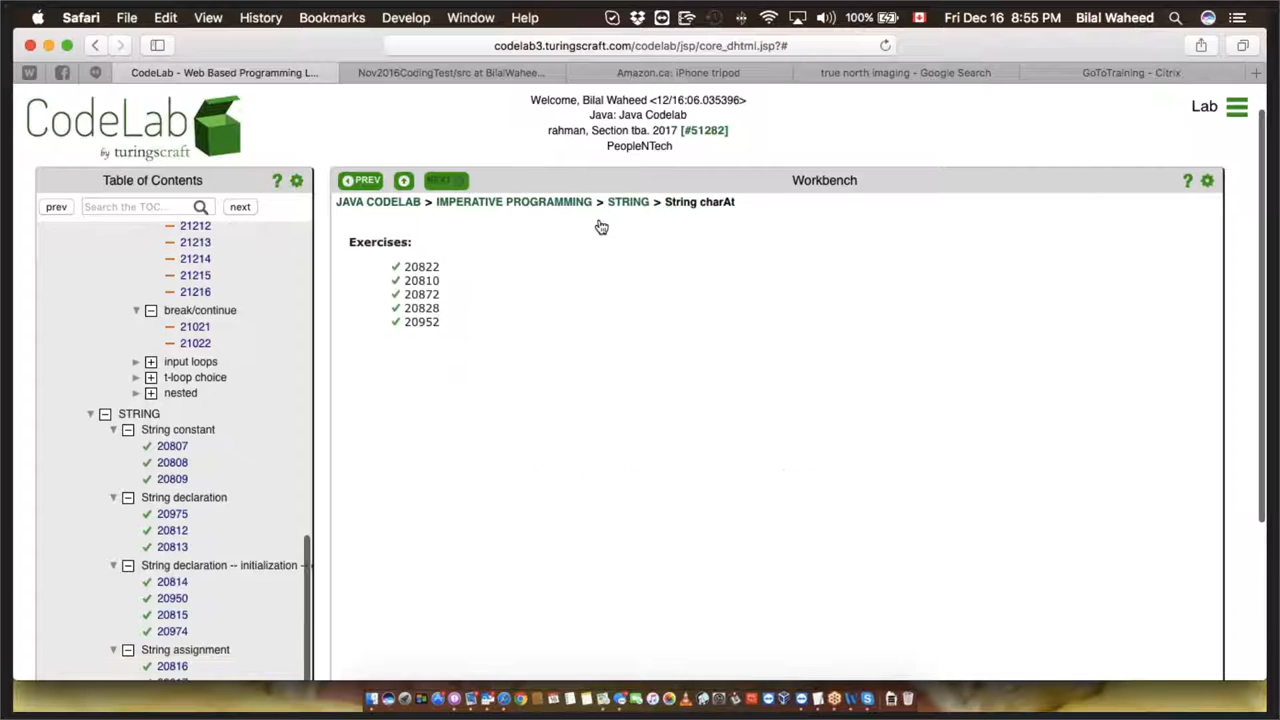 Safari File Edit View History Bookmarks Develop Window Help 100% Fri Dec 16 8:55 PM Bilal Waheed
codelab3.turingscraft.com/codelab/jsp/core_dhtml.jsp?#
CodeLab - Web Based Programming L... Nov2016CodingTest/src at BilalWahee... Amazon.ca: iPhone tripod true north imaging - Google Search GoToTraining - Citrix
CodeLab
by turingscraft
Welcome, Bilal Waheed <12/16:06.035396>
Java: Java Codelab
rahman, Section tba. 2017 [#51282]
PeopleNTech
Lab
Table of Contents ?
prev Search the TOC... next
21212
21213
21214
21215
21216
break/continue
21021
21022
input loops
t-loop choice
nested
STRING
String constant
20807
20808
20809
String declaration
20975
20812
20813
String declaration -- initialization --
20814
20950
20815
20974
String assignment
20816
PREV NEXT Workbench ?
JAVA CODELAB > IMPERATIVE PROGRAMMING > STRING > String charAt
Exercises:
20822
20810
20872
20828
20952